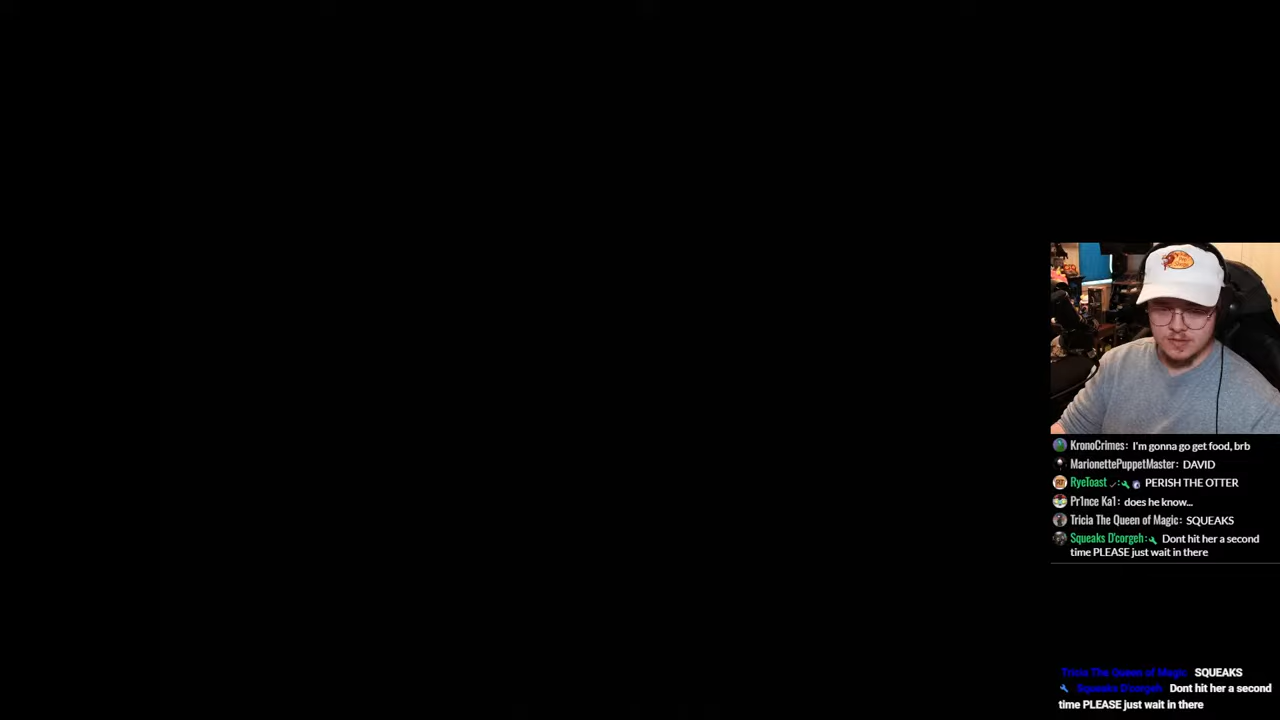 KronoCrimes: I'm gonna go get food, brb
MarionettePuppetMaster: DAVID
RyeToast : PERISH THE OTTER
Pr1nce Ka1: does he know...
Tricia The Queen of Magic: SQUEAKS
Squeaks D'corgeh: Dont hit her a second
time PLEASE just wait in there
Tricia The Queen of Magic SQUEAKS
Squeaks D'corgeh Dont hit her a second
time PLEASE just wait in there